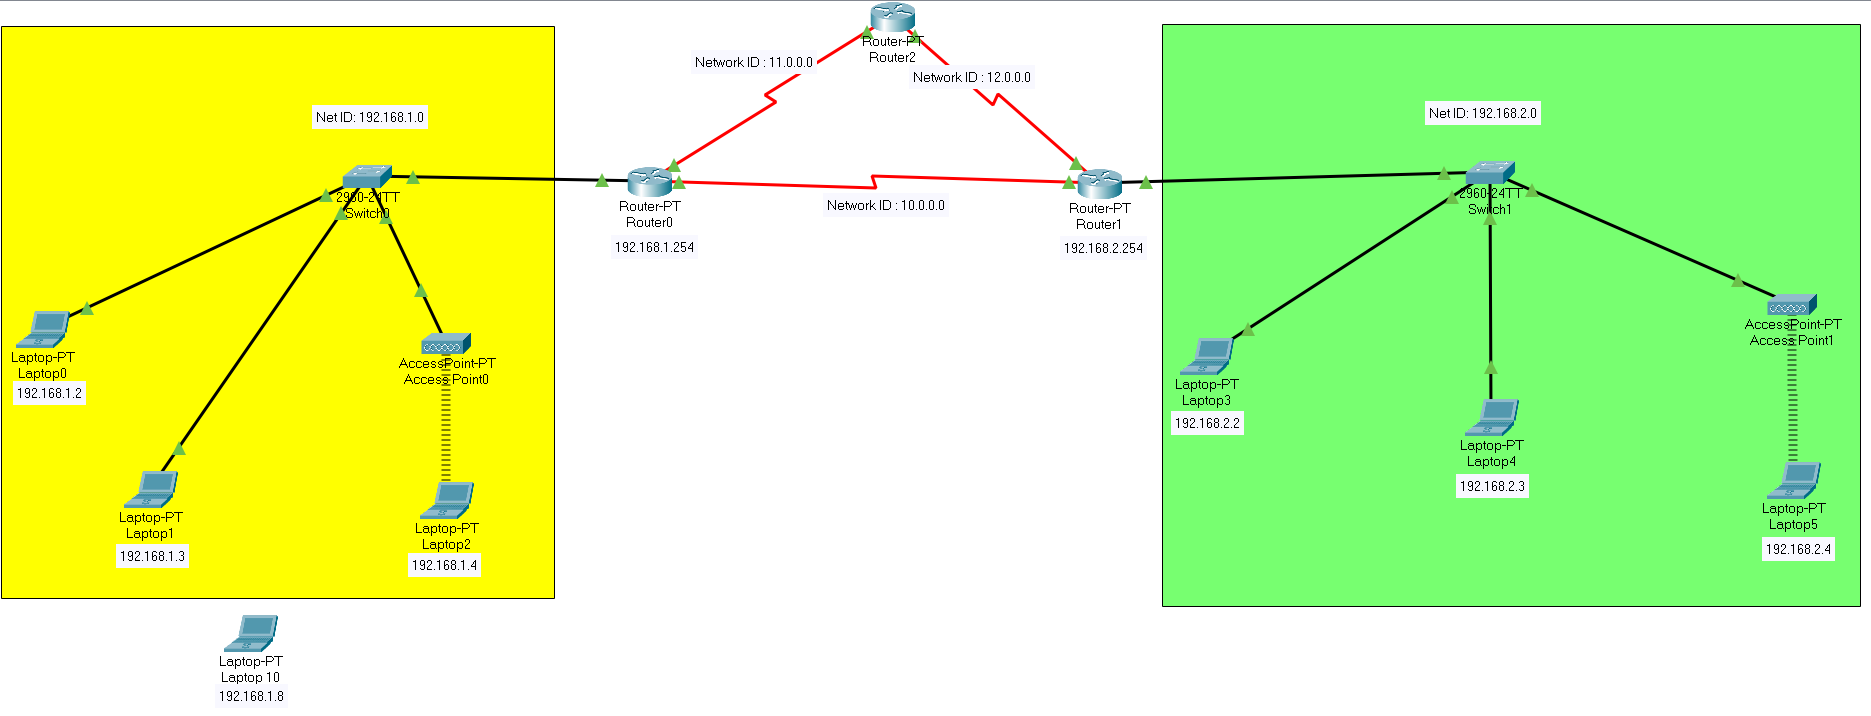 Router-PT
Router2
Network ID : 11.0.0.0
Network ID : 12.0.0.0
Net ID: 192.168.1.0
Net ID: 192.168.2.0
2960-24TT
Switch0
Router-PT
Router0
192.168.1.254
Network ID : 10.0.0.0
Router-PT
Router1
192.168.2.254
2960-24TT
Switch1
Laptop-PT
Laptop0
192.168.1.2
AccessPoint-PT
Access Point0
Laptop-PT
Laptop1
192.168.1.3
Laptop-PT
Laptop2
192.168.1.4
AccessPoint-PT
Access Point1
Laptop-PT
Laptop3
192.168.2.2
Laptop-PT
Laptop4
192.168.2.3
Laptop-PT
Laptop5
192.168.2.4
Laptop-PT
Laptop 10
192.168.1.8